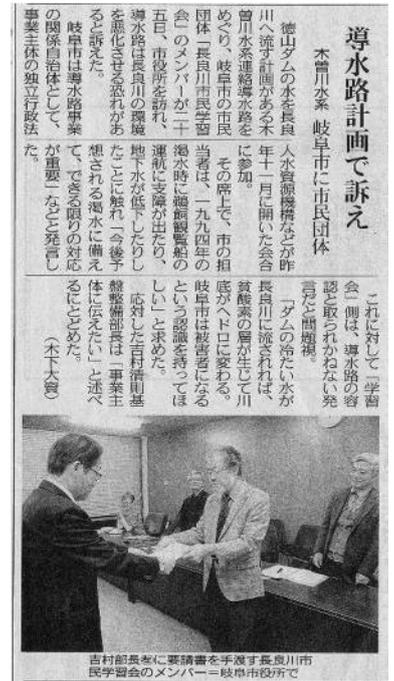 導水路計画で訴え
木曽川水系 岐阜市に市民団体
徳山ダムの水を長良
川へ流す計画がある木
曽川水系連絡導水路を
めぐり、岐阜市の市民
団体「長良川市民学習
会」のメンバーが二十
五日、市役所を訪れ、
導水路は長良川の環境
を悪化させる恐れがあ
ると訴えた。
岐阜市は導水路事業
の関係自治体として、
事業主体の独立行政法
人水資源機構などが昨
年十一月に開いた会合
に参加。
その席上で、市の担
当者は、一九九四年の
渇水時に鵜飼観覧船の
運航に支障が出たり、
地下水が低下したりし
たことに触れ「今後予
想される渇水に備え
て、できる限りの対応
が重要」などと発言し
た。
これに対して「学習
会」側は、導水路の容
認と取られかねない発
言だと問題視。
「ダムの冷たい水が
長良川に流されれば、
貧酸素の層が生じて川
底がヘドロに変わる。
岐阜市は被害者になる
という認識を持ってほ
しい」と求めた。
応対した吉村清則基
盤整備部長は「事業主
体に伝えたい」と述べ
るにとどめた。
（木下大資）
吉村部長㊧に要請書を手渡す長良川市
民学習会のメンバー＝岐阜市役所で